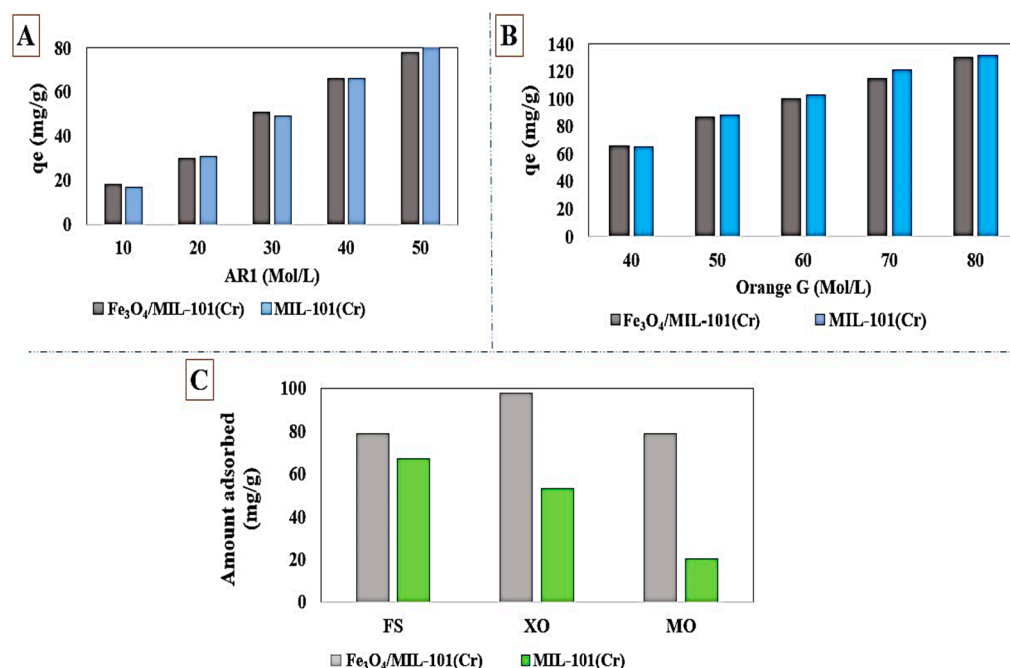 A
qe (mg/g)
80
60
40
20
0
10 20 30 40 50
AR1 (Mol/L)
Fe₃O₄/MIL-101(Cr) MIL-101(Cr)
B
qe (mg/g)
140
120
100
80
60
40
20
0
40 50 60 70 80
Orange G (Mol/L)
Fe₃O₄/MIL-101(Cr) MIL-101(Cr)
C
Amount adsorbed
(mg/g)
100
80
60
40
20
0
FS XO MO
Fe₃O₄/MIL-101(Cr) MIL-101(Cr)